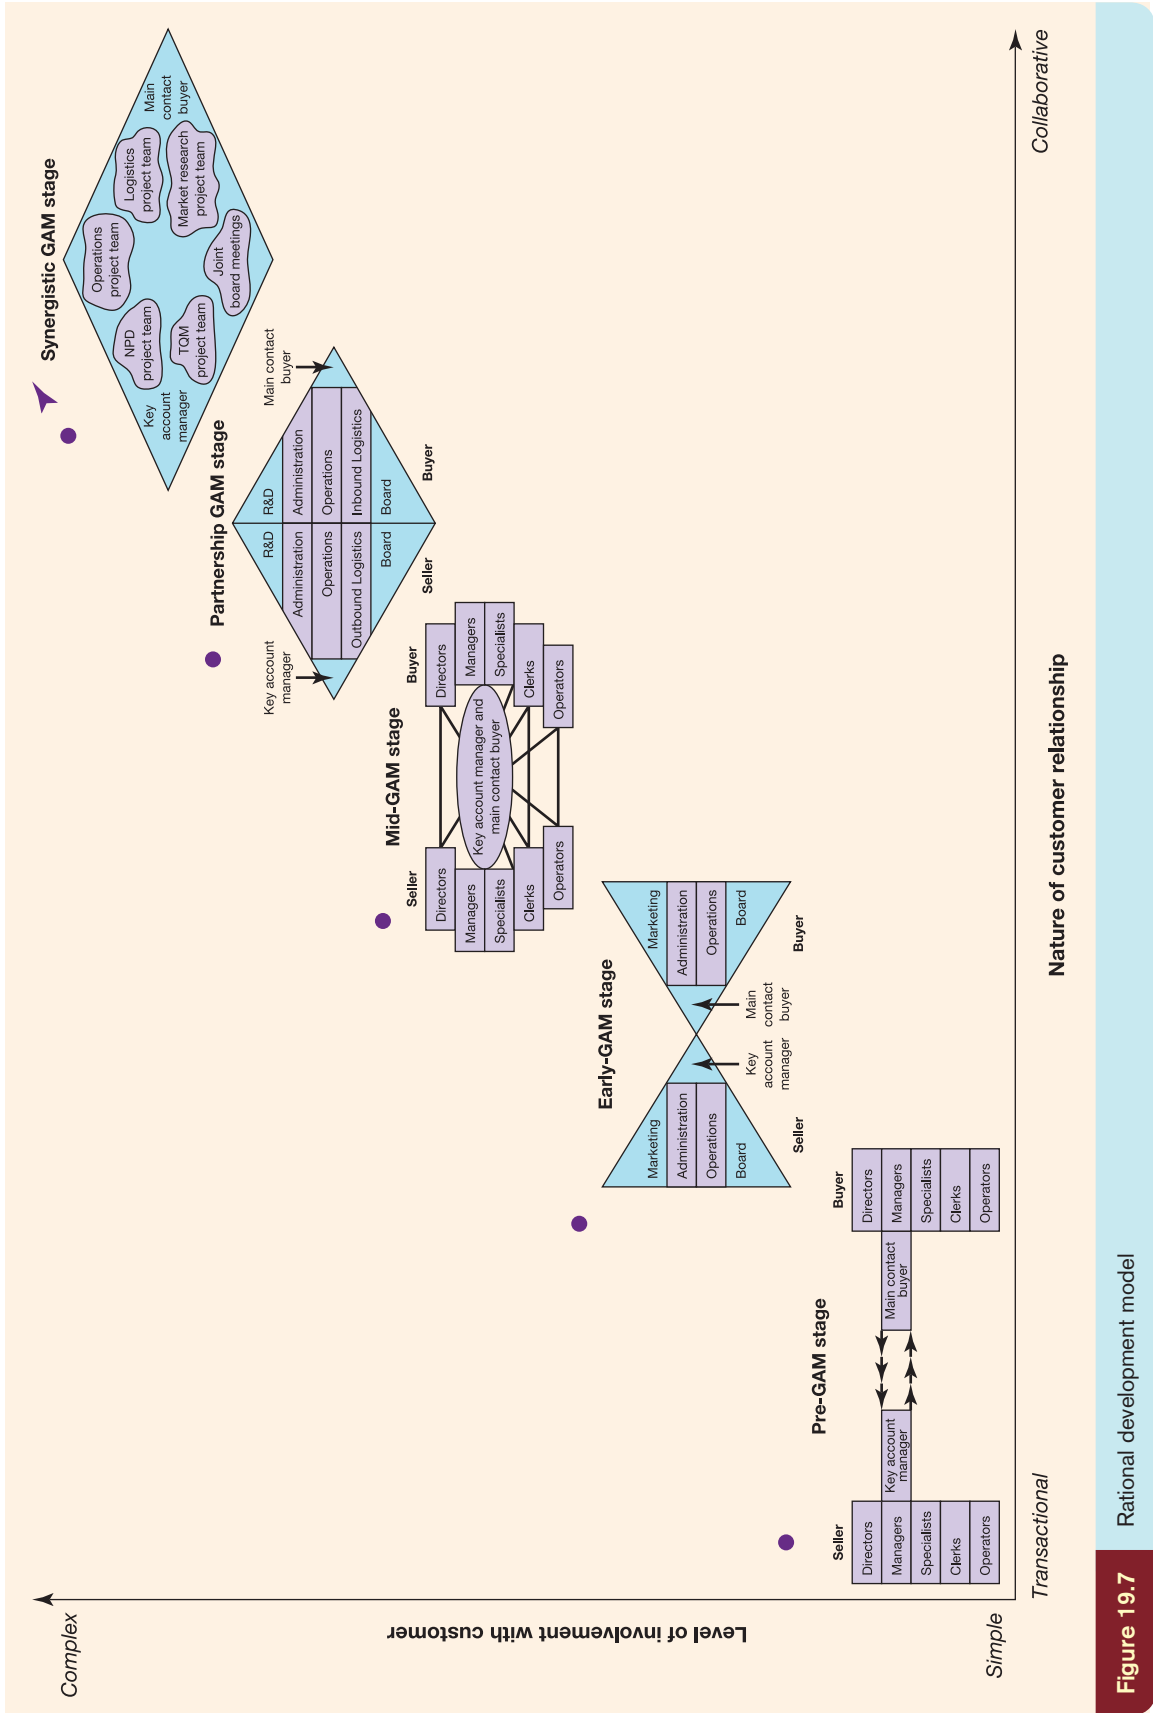 Complex
Level of involvement with customer
Simple
Synergistic GAM stage
Operations
project team
NPD
project team
Logistics
project team
Key
account
manager
TQM
project team
Market research
project team
Joint
board meetings
Main
contact
buyer
Partnership GAM stage
Key account
manager
Main contact
buyer
R&D
R&D
Administration
Administration
Operations
Operations
Outbound Logistics
Inbound Logistics
Board
Board
Seller
Buyer
Mid-GAM stage
Seller
Buyer
Directors
Managers
Specialists
Clerks
Operators
Key account manager and
main contact buyer
Directors
Managers
Specialists
Clerks
Operators
Early-GAM stage
Marketing
Administration
Operations
Board
Marketing
Administration
Operations
Board
Key
account
manager
Main
contact
buyer
Seller
Buyer
Pre-GAM stage
Seller
Buyer
Directors
Managers
Specialists
Clerks
Operators
Key account
manager
Main contact
buyer
Directors
Managers
Specialists
Clerks
Operators
Transactional
Collaborative
Nature of customer relationship
Figure 19.7
Rational development model